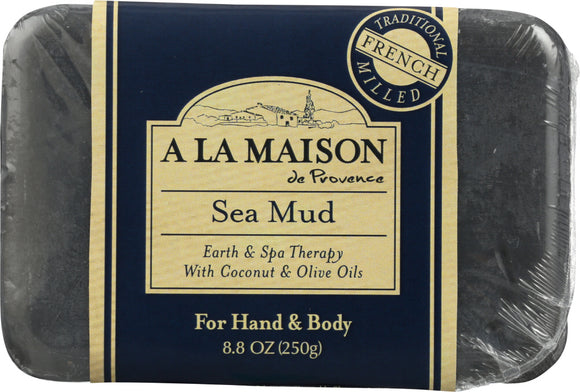 TRADITIONAL
FRENCH
MILLED
A LA MAISON
de Provence
Sea Mud
Earth & Spa Therapy
With Coconut & Olive Oils
For Hand & Body
8.8 OZ (250g)